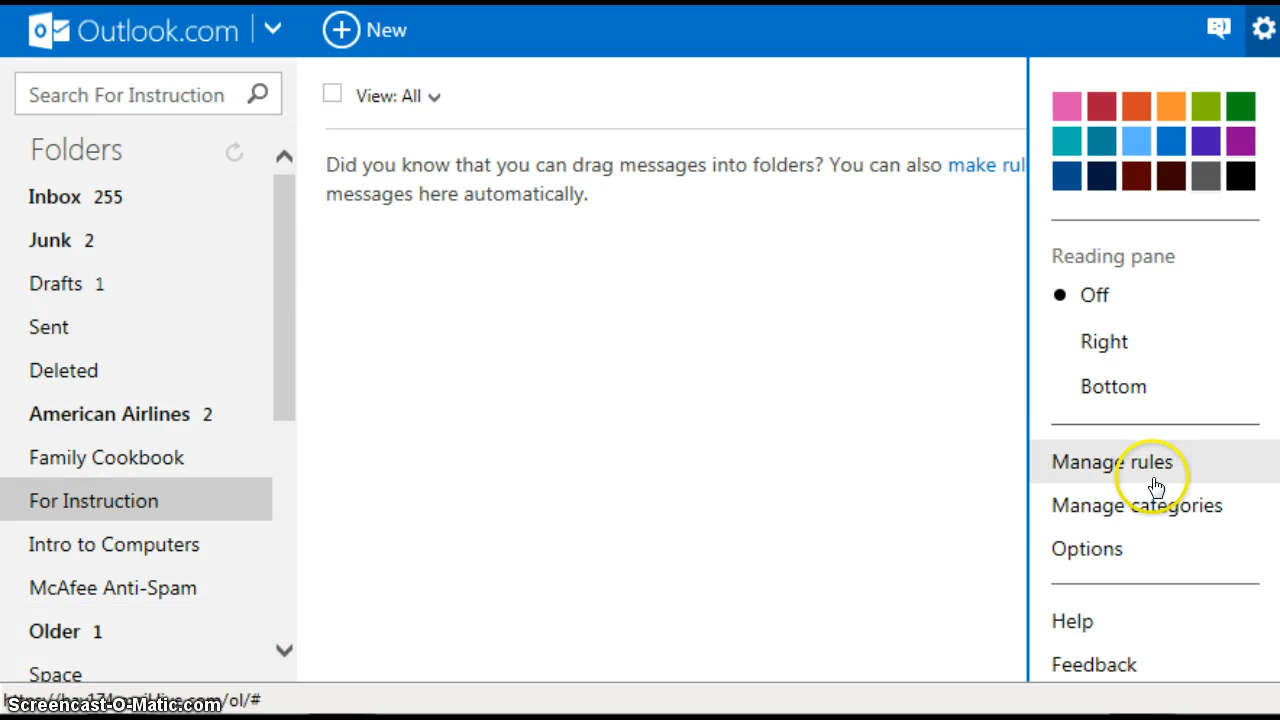 Outlook.com
New
Search For Instruction
Folders
Inbox 255
Junk 2
Drafts 1
Sent
Deleted
American Airlines 2
Family Cookbook
For Instruction
Intro to Computers
McAfee Anti-Spam
Older 1
Space
View: All
Did you know that you can drag messages into folders? You can also make rul
messages here automatically.
Reading pane
Off
Right
Bottom
Manage rules
Manage categories
Options
Help
Feedback
/ol/#
Screencast-O-Matic.com